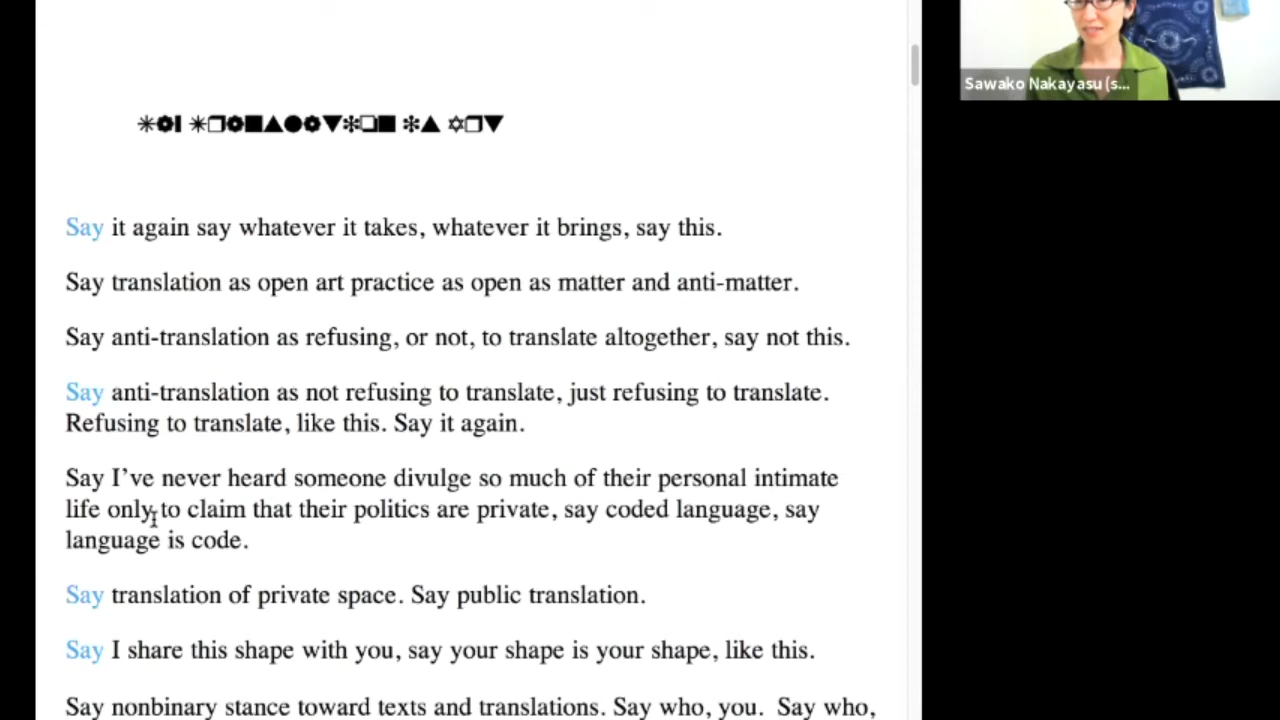 Say Translation is Art
Say it again say whatever it takes, whatever it brings, say this.
Say translation as open art practice as open as matter and anti-matter.
Say anti-translation as refusing, or not, to translate altogether, say not this.
Say anti-translation as not refusing to translate, just refusing to translate.
Refusing to translate, like this. Say it again.
Say I’ve never heard someone divulge so much of their personal intimate
life only to claim that their politics are private, say coded language, say
language is code.
Say translation of private space. Say public translation.
Say I share this shape with you, say your shape is your shape, like this.
Say nonbinary stance toward texts and translations. Say who, you.  Say who,
Sawako Nakayasu (s...